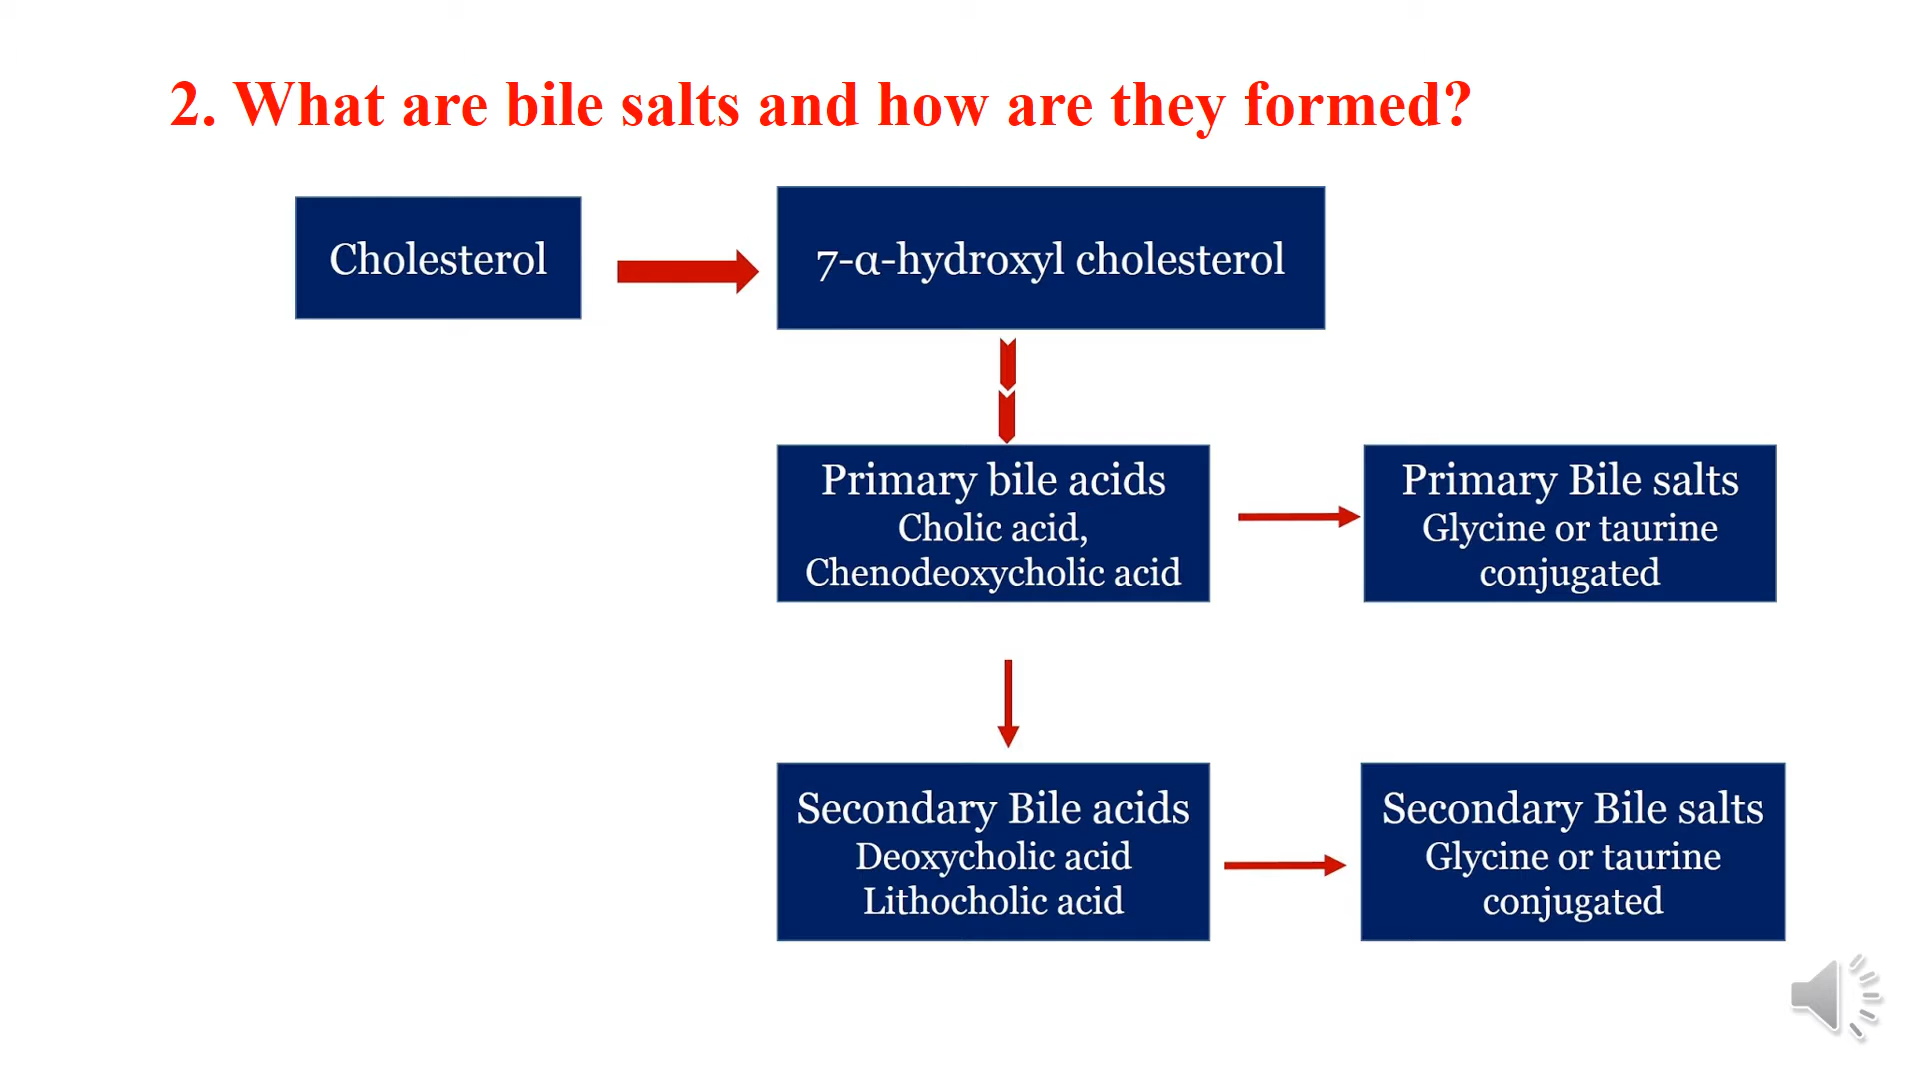 2. What are bile salts and how are they formed?
Cholesterol
7-α-hydroxyl cholesterol
Primary bile acids
Cholic acid,
Chenodeoxycholic acid
Primary Bile salts
Glycine or taurine
conjugated
Secondary Bile acids
Deoxycholic acid
Lithocholic acid
Secondary Bile salts
Glycine or taurine
conjugated